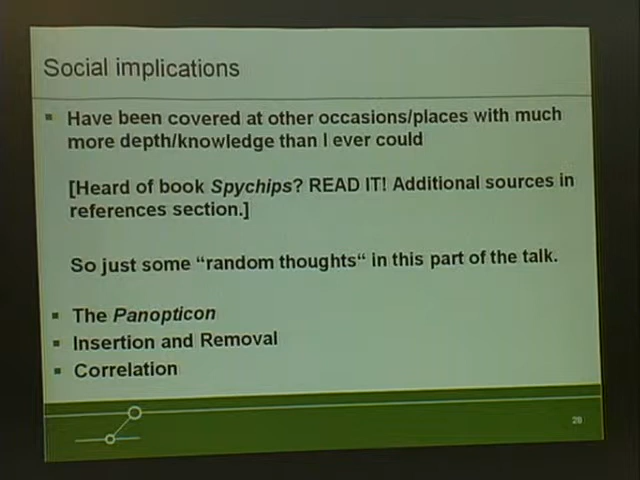 Social implications
Have been covered at other occasions/places with much
more depth/knowledge than I ever could
[Heard of book Spychips? READ IT! Additional sources in
references section.]
So just some “random thoughts“ in this part of the talk.
The Panopticon
Insertion and Removal
Correlation